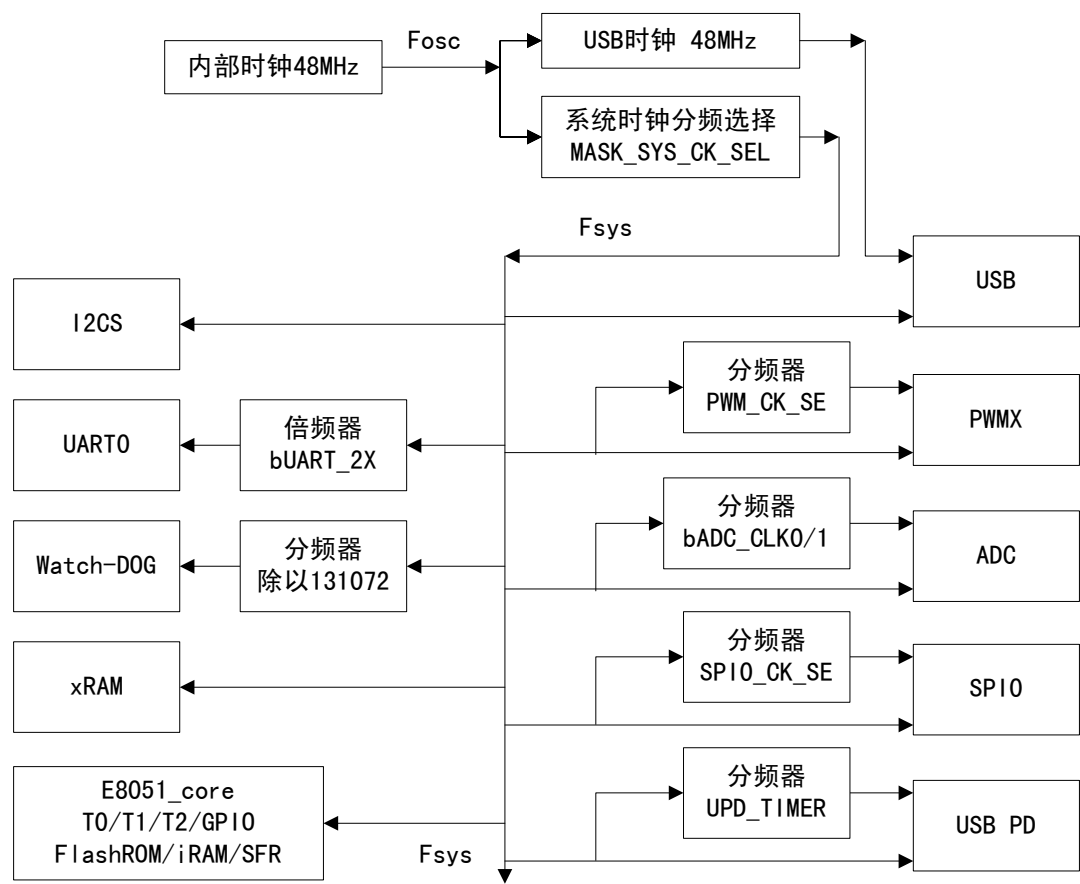 Fosc
内部时钟48MHz
USB时钟 48MHz
系统时钟分频选择
MASK_SYS_CK_SEL
Fsys
USB
I2CS
分频器
PWM_CK_SE
PWMX
UART0
倍频器
bUART_2X
分频器
bADC_CLK0/1
ADC
Watch-DOG
分频器
除以131072
分频器
SPI0_CK_SE
SPI0
xRAM
分频器
UPD_TIMER
USB PD
E8051_core
T0/T1/T2/GPIO
FlashROM/iRAM/SFR
Fsys